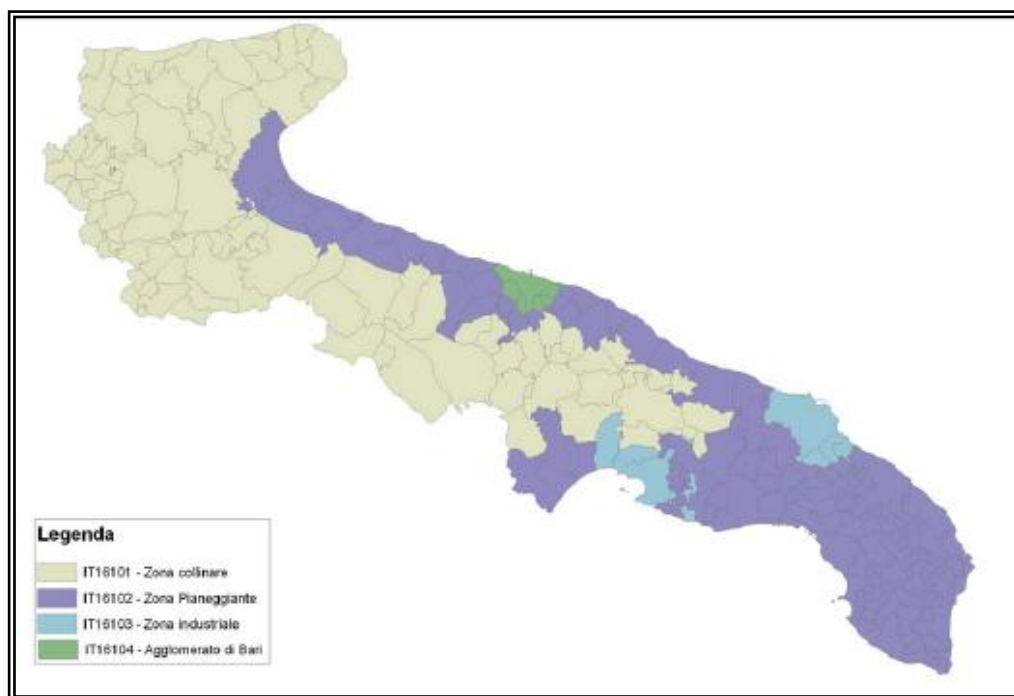 Legenda
IT16101 - Zona collinare
IT16102 - Zona Pianeggiante
IT16103 - Zona industriale
IT16104 - Agglomerato di Bari